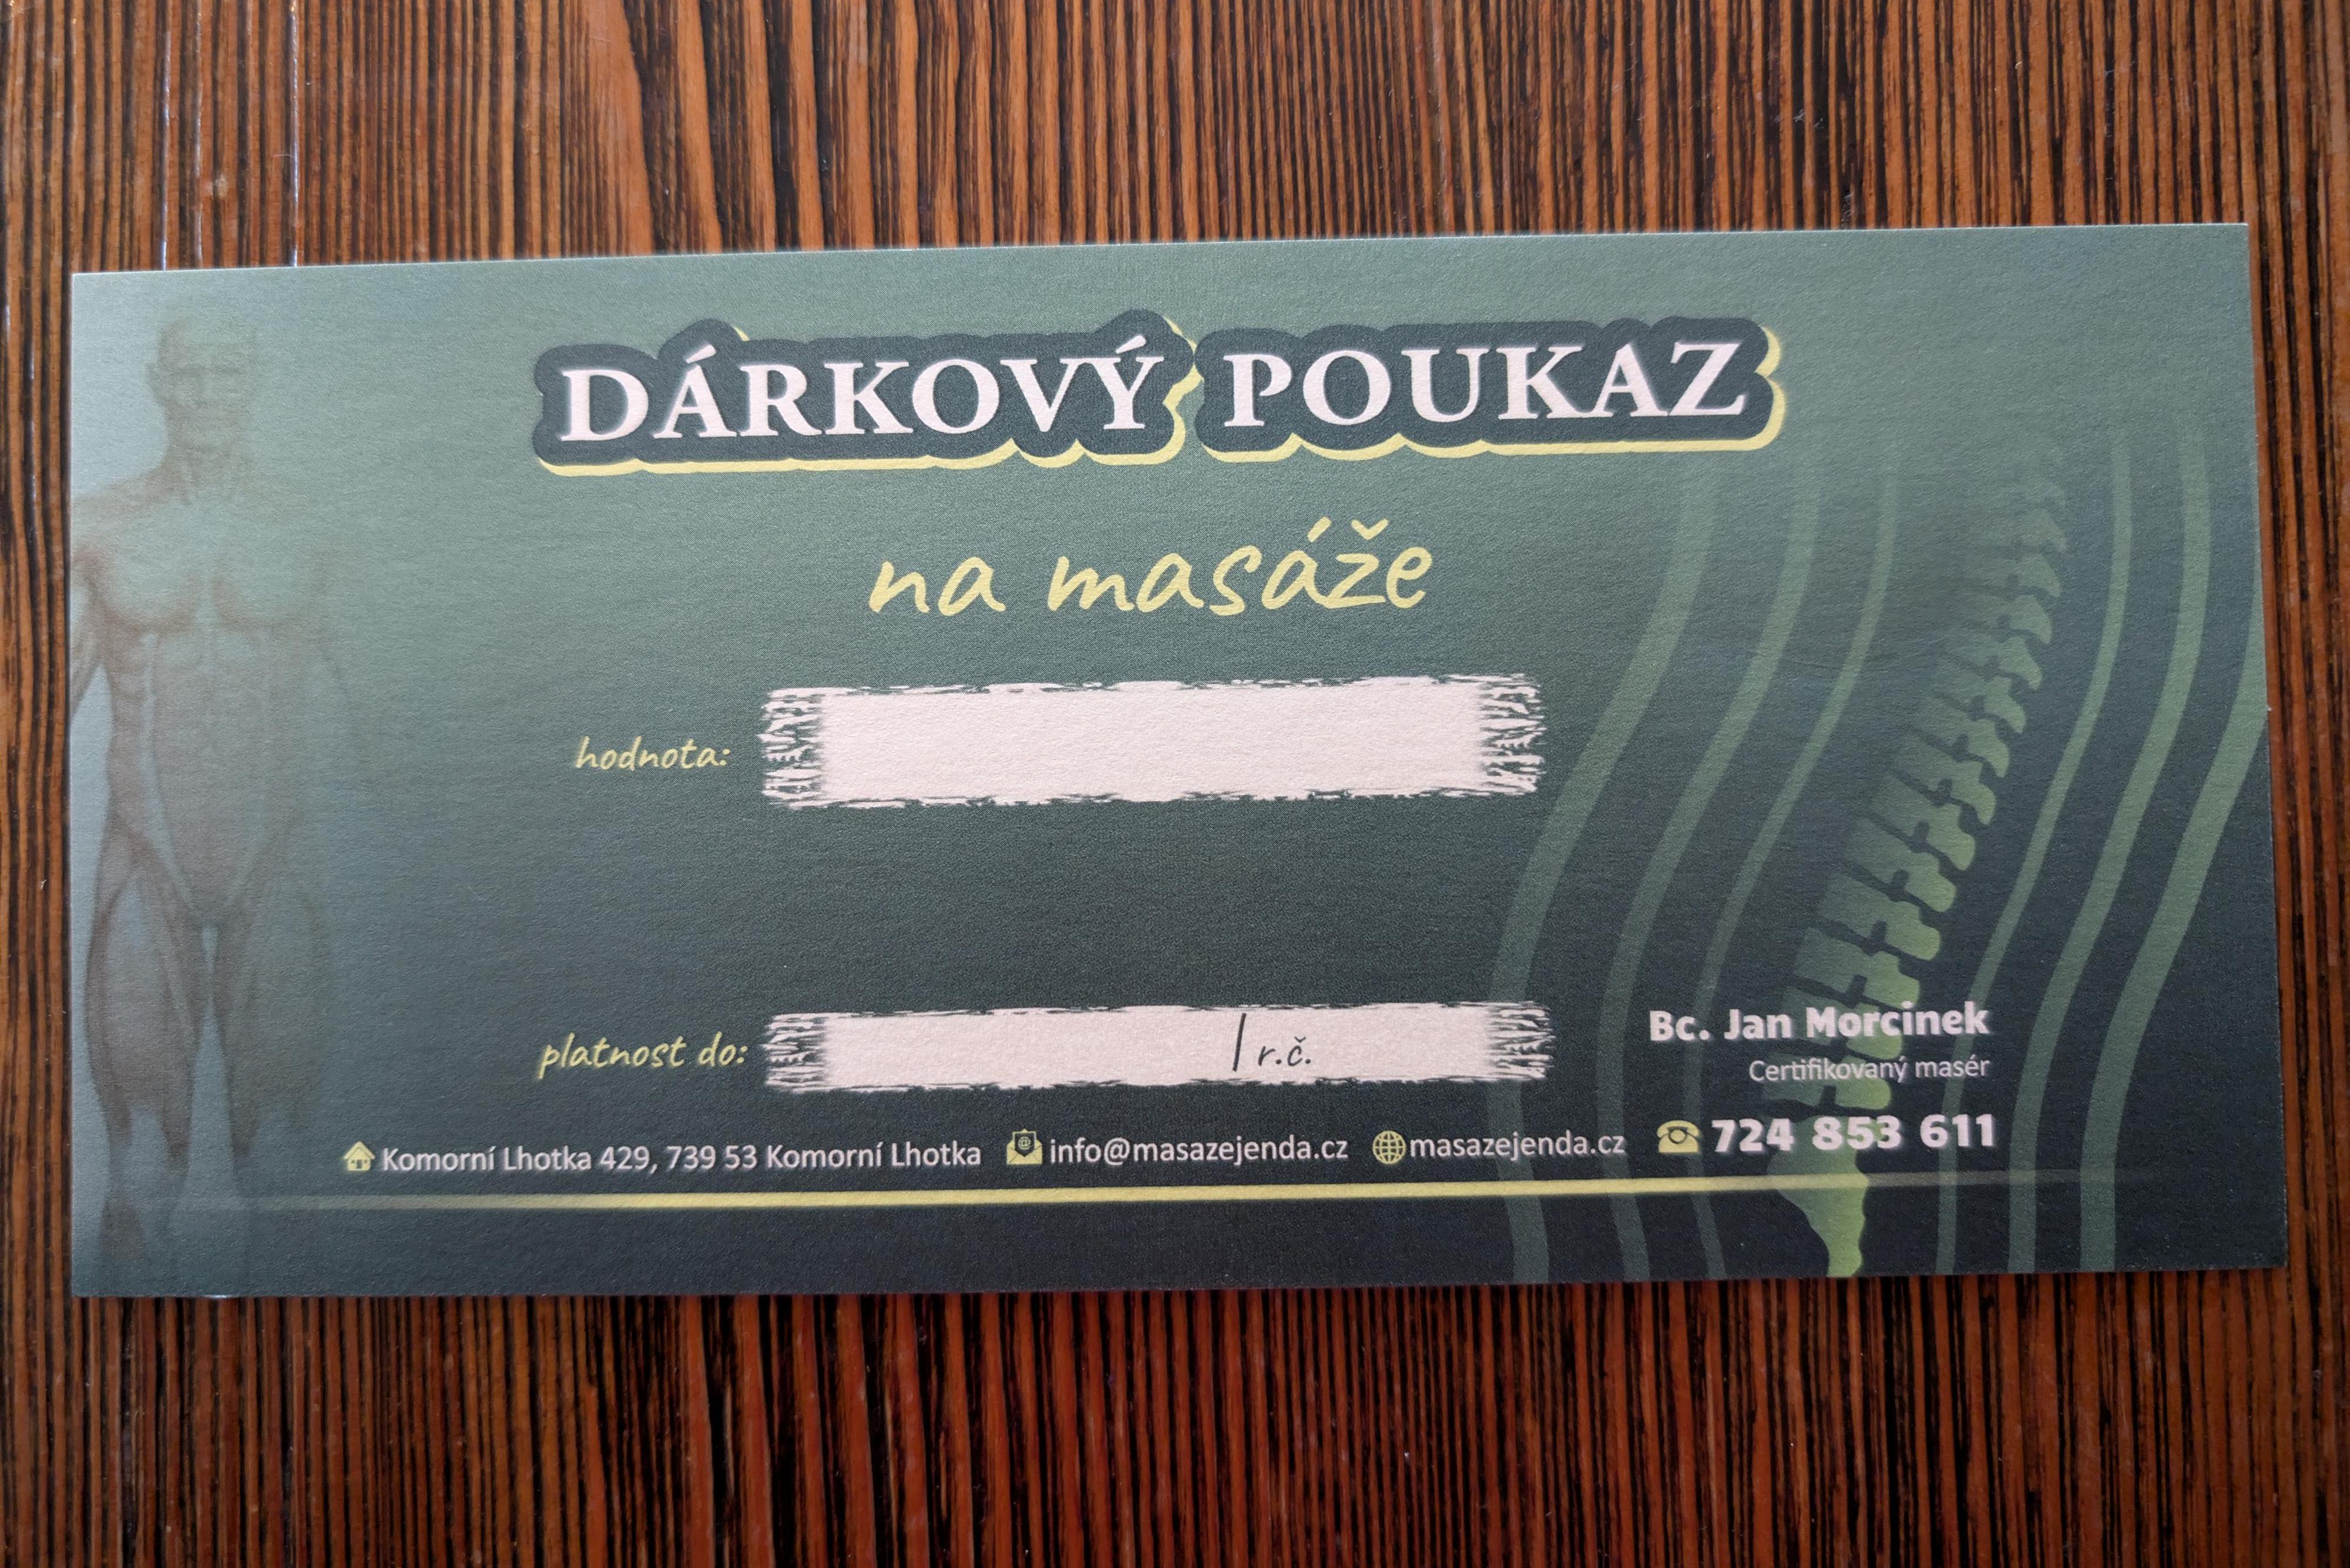 DÁRKOVÝ POUKAZ
na masáže
hodnota:
platnost do: / r.č.
Bc. Jan Morcinek
Certifikovaný masér
Komorní Lhotka 429, 739 53 Komorní Lhotka info@masazejenda.cz masazejenda.cz 724 853 611